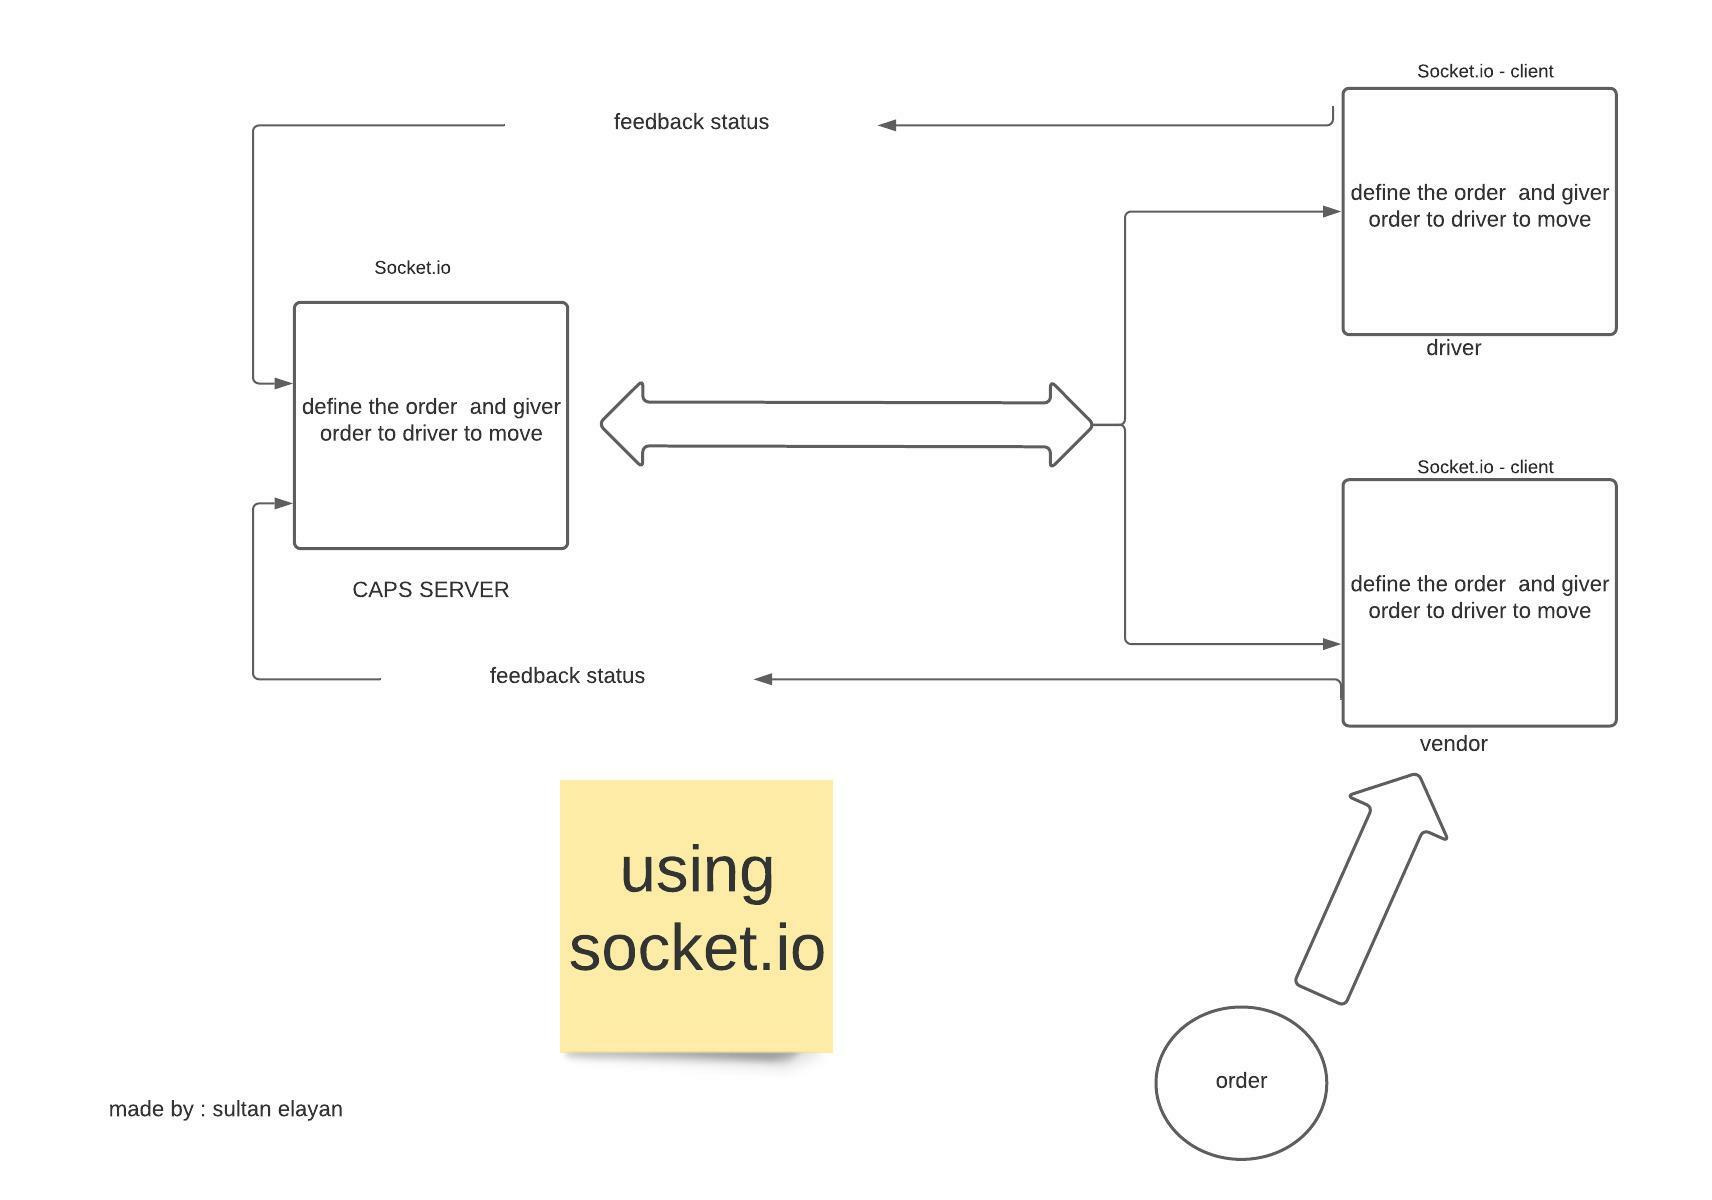 Socket.io - client
feedback status
define the order  and giver
order to driver to move
driver
Socket.io
define the order  and giver
order to driver to move
CAPS SERVER
Socket.io - client
define the order  and giver
order to driver to move
vendor
feedback status
using
socket.io
order
made by : sultan elayan